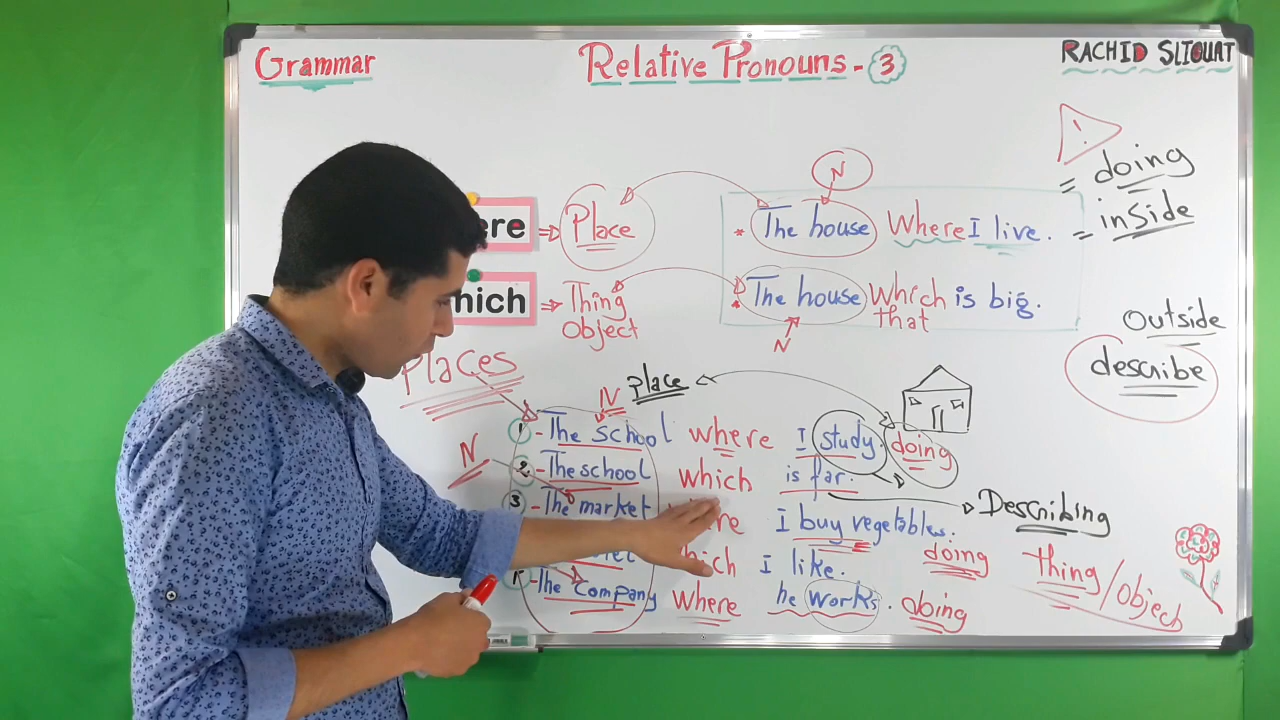 Grammar
Relative Pronouns - 3
RACHID SLIOUAT
!
= doing
= inside
N
ere => Place
* The house Where I live.
hich => Thing
Object
* The house Which is big.
that
N
Outside
describe
Places
N
Place
1 - The school where I study. doing
N
2 - The school which is far.
Describing
3 - The market ere I buy vegetables.
ich I like. doing
thing/object
- The Company where he works. doing